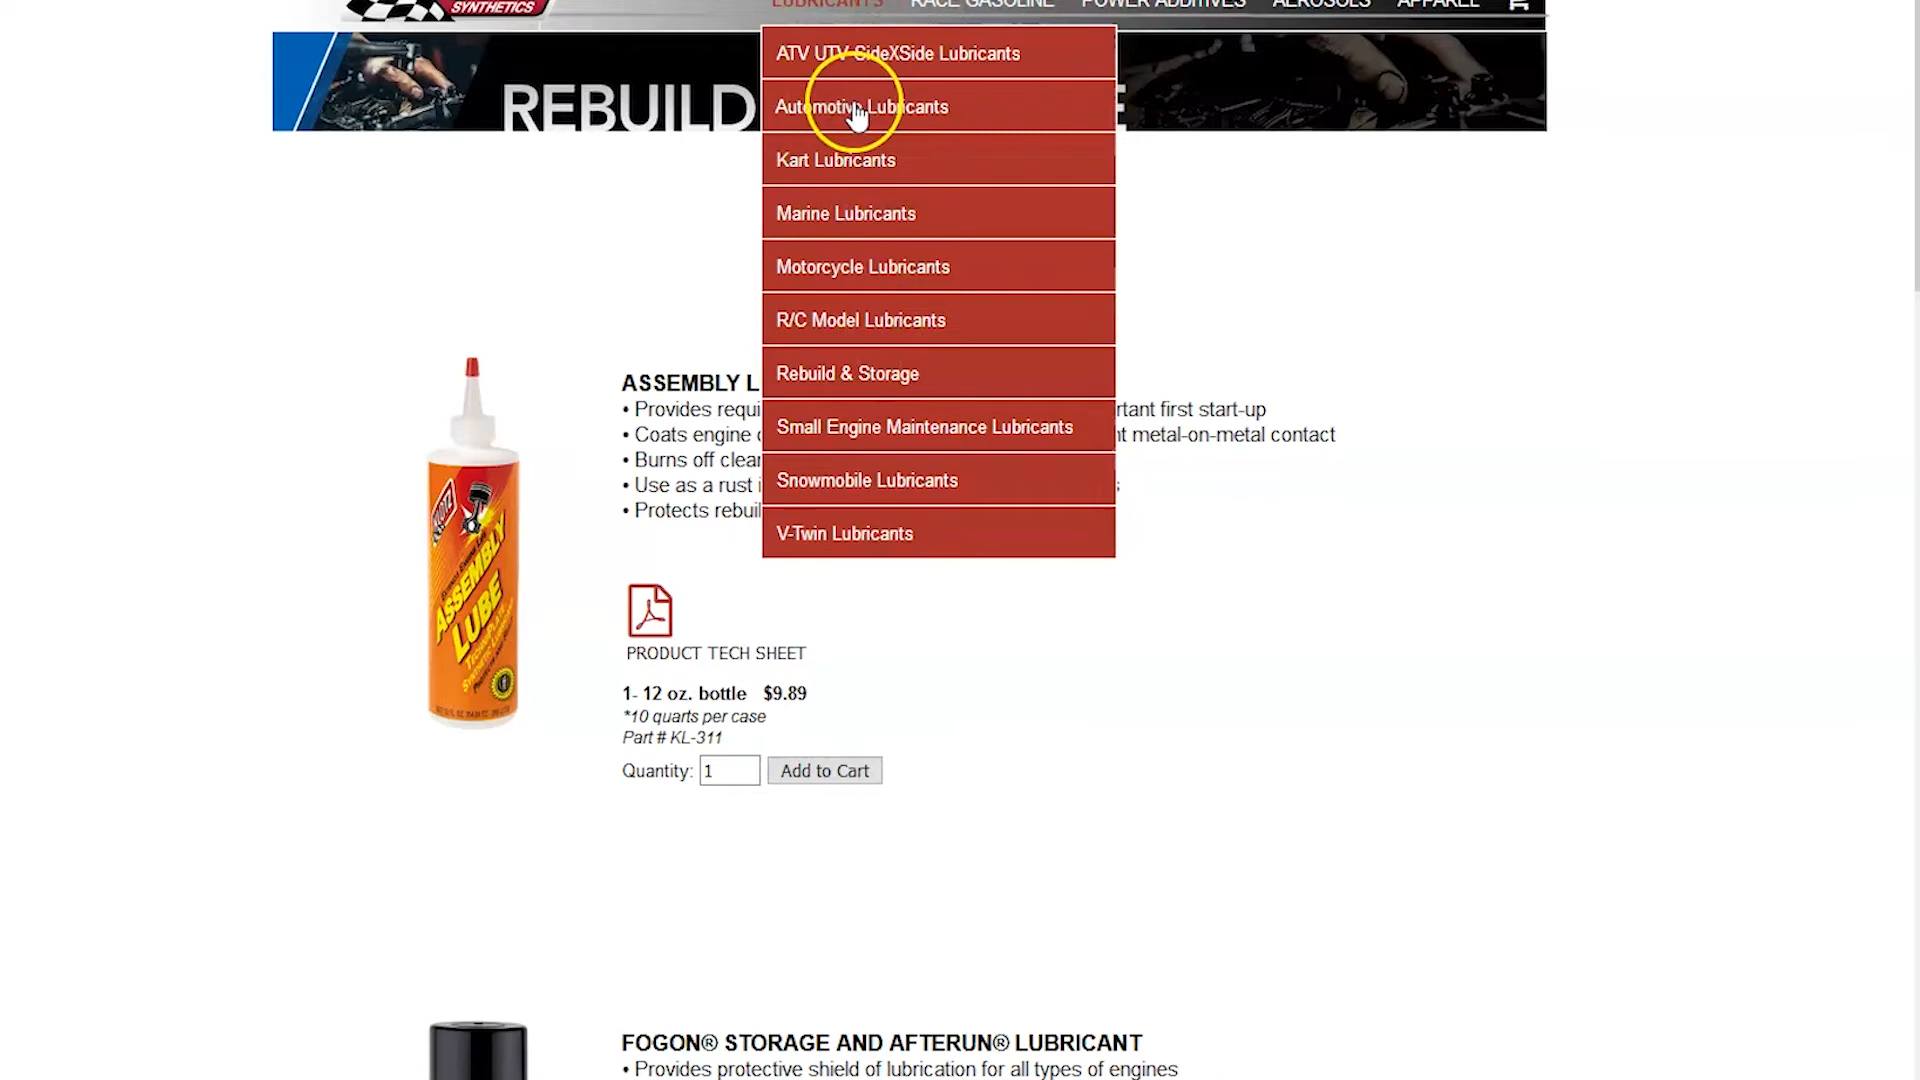 SYNTHETICS
LUBRICANTS
RACE GASOLINE
POWER ADDITIVES
AEROSOLS
APPAREL
REBUILD
E
ATV UTV SideXSide Lubricants
Automotive Lubricants
Kart Lubricants
Marine Lubricants
Motorcycle Lubricants
R/C Model Lubricants
Rebuild & Storage
Small Engine Maintenance Lubricants
Snowmobile Lubricants
V-Twin Lubricants
ASSEMBLY L
• Provides requi rtant first start-up
• Coats engine t metal-on-metal contact
• Burns off clea
• Use as a rust i
• Protects rebui
KLOTZ
ASSEMBLY
LUBE
PRODUCT TECH SHEET
1- 12 oz. bottle $9.89
*10 quarts per case
Part # KL-311
Quantity: 1 Add to Cart
FOGON® STORAGE AND AFTERUN® LUBRICANT
• Provides protective shield of lubrication for all types of engines